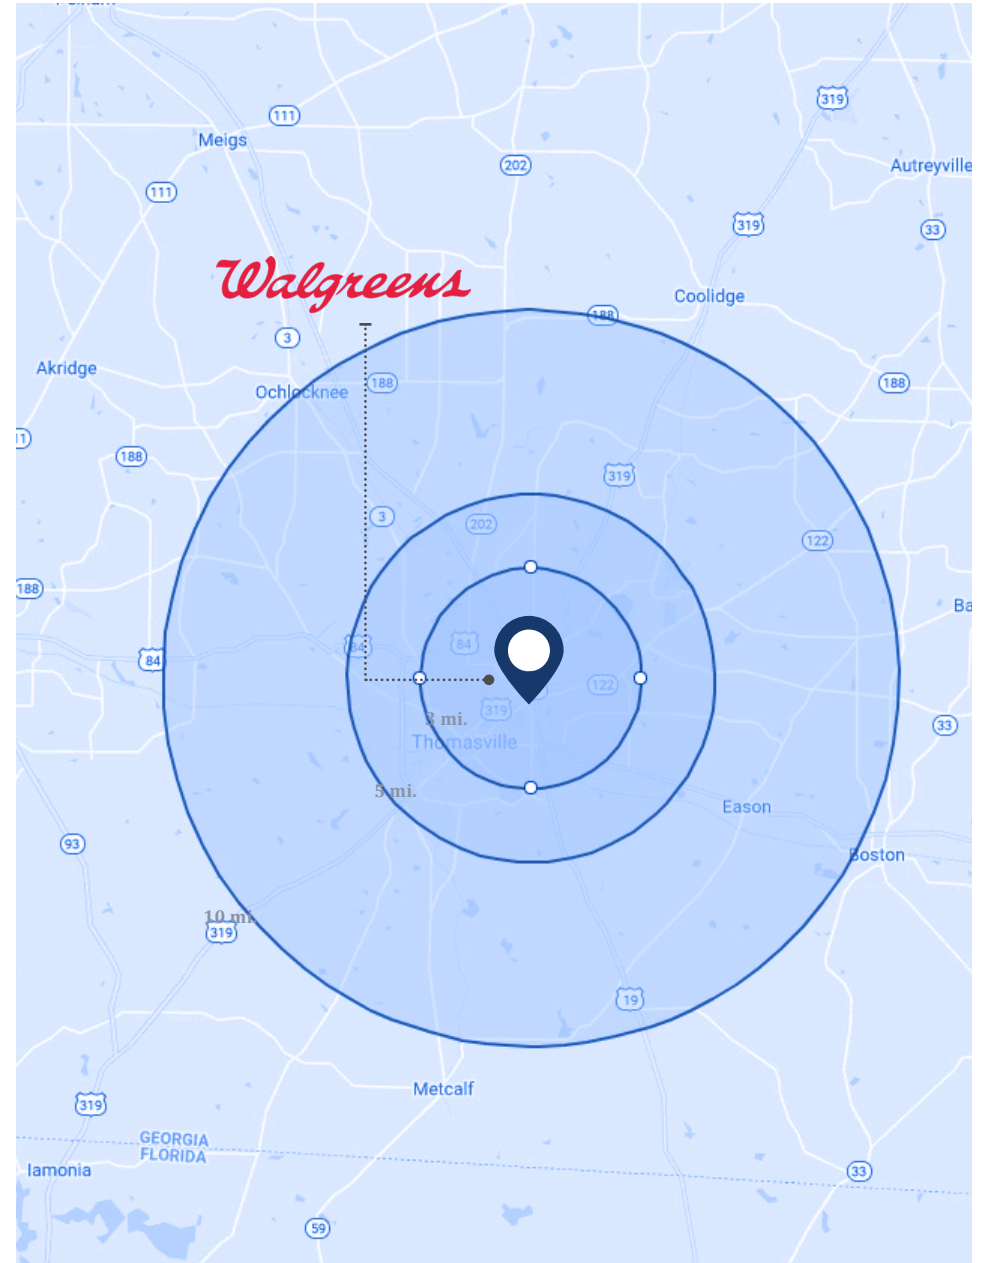 111
Meigs
319
202
Autreyville
111
33
319
Walgreens
Coolidge
188
3
Akridge
188
188
Ochlocknee
188
319
3
202
122
188
84
84
84
122
319
3 mi.
Thomasville
33
5 mi.
Eason
93
Boston
10 mi.
319
19
Metcalf
319
GEORGIA
FLORIDA
Iamonia
33
59